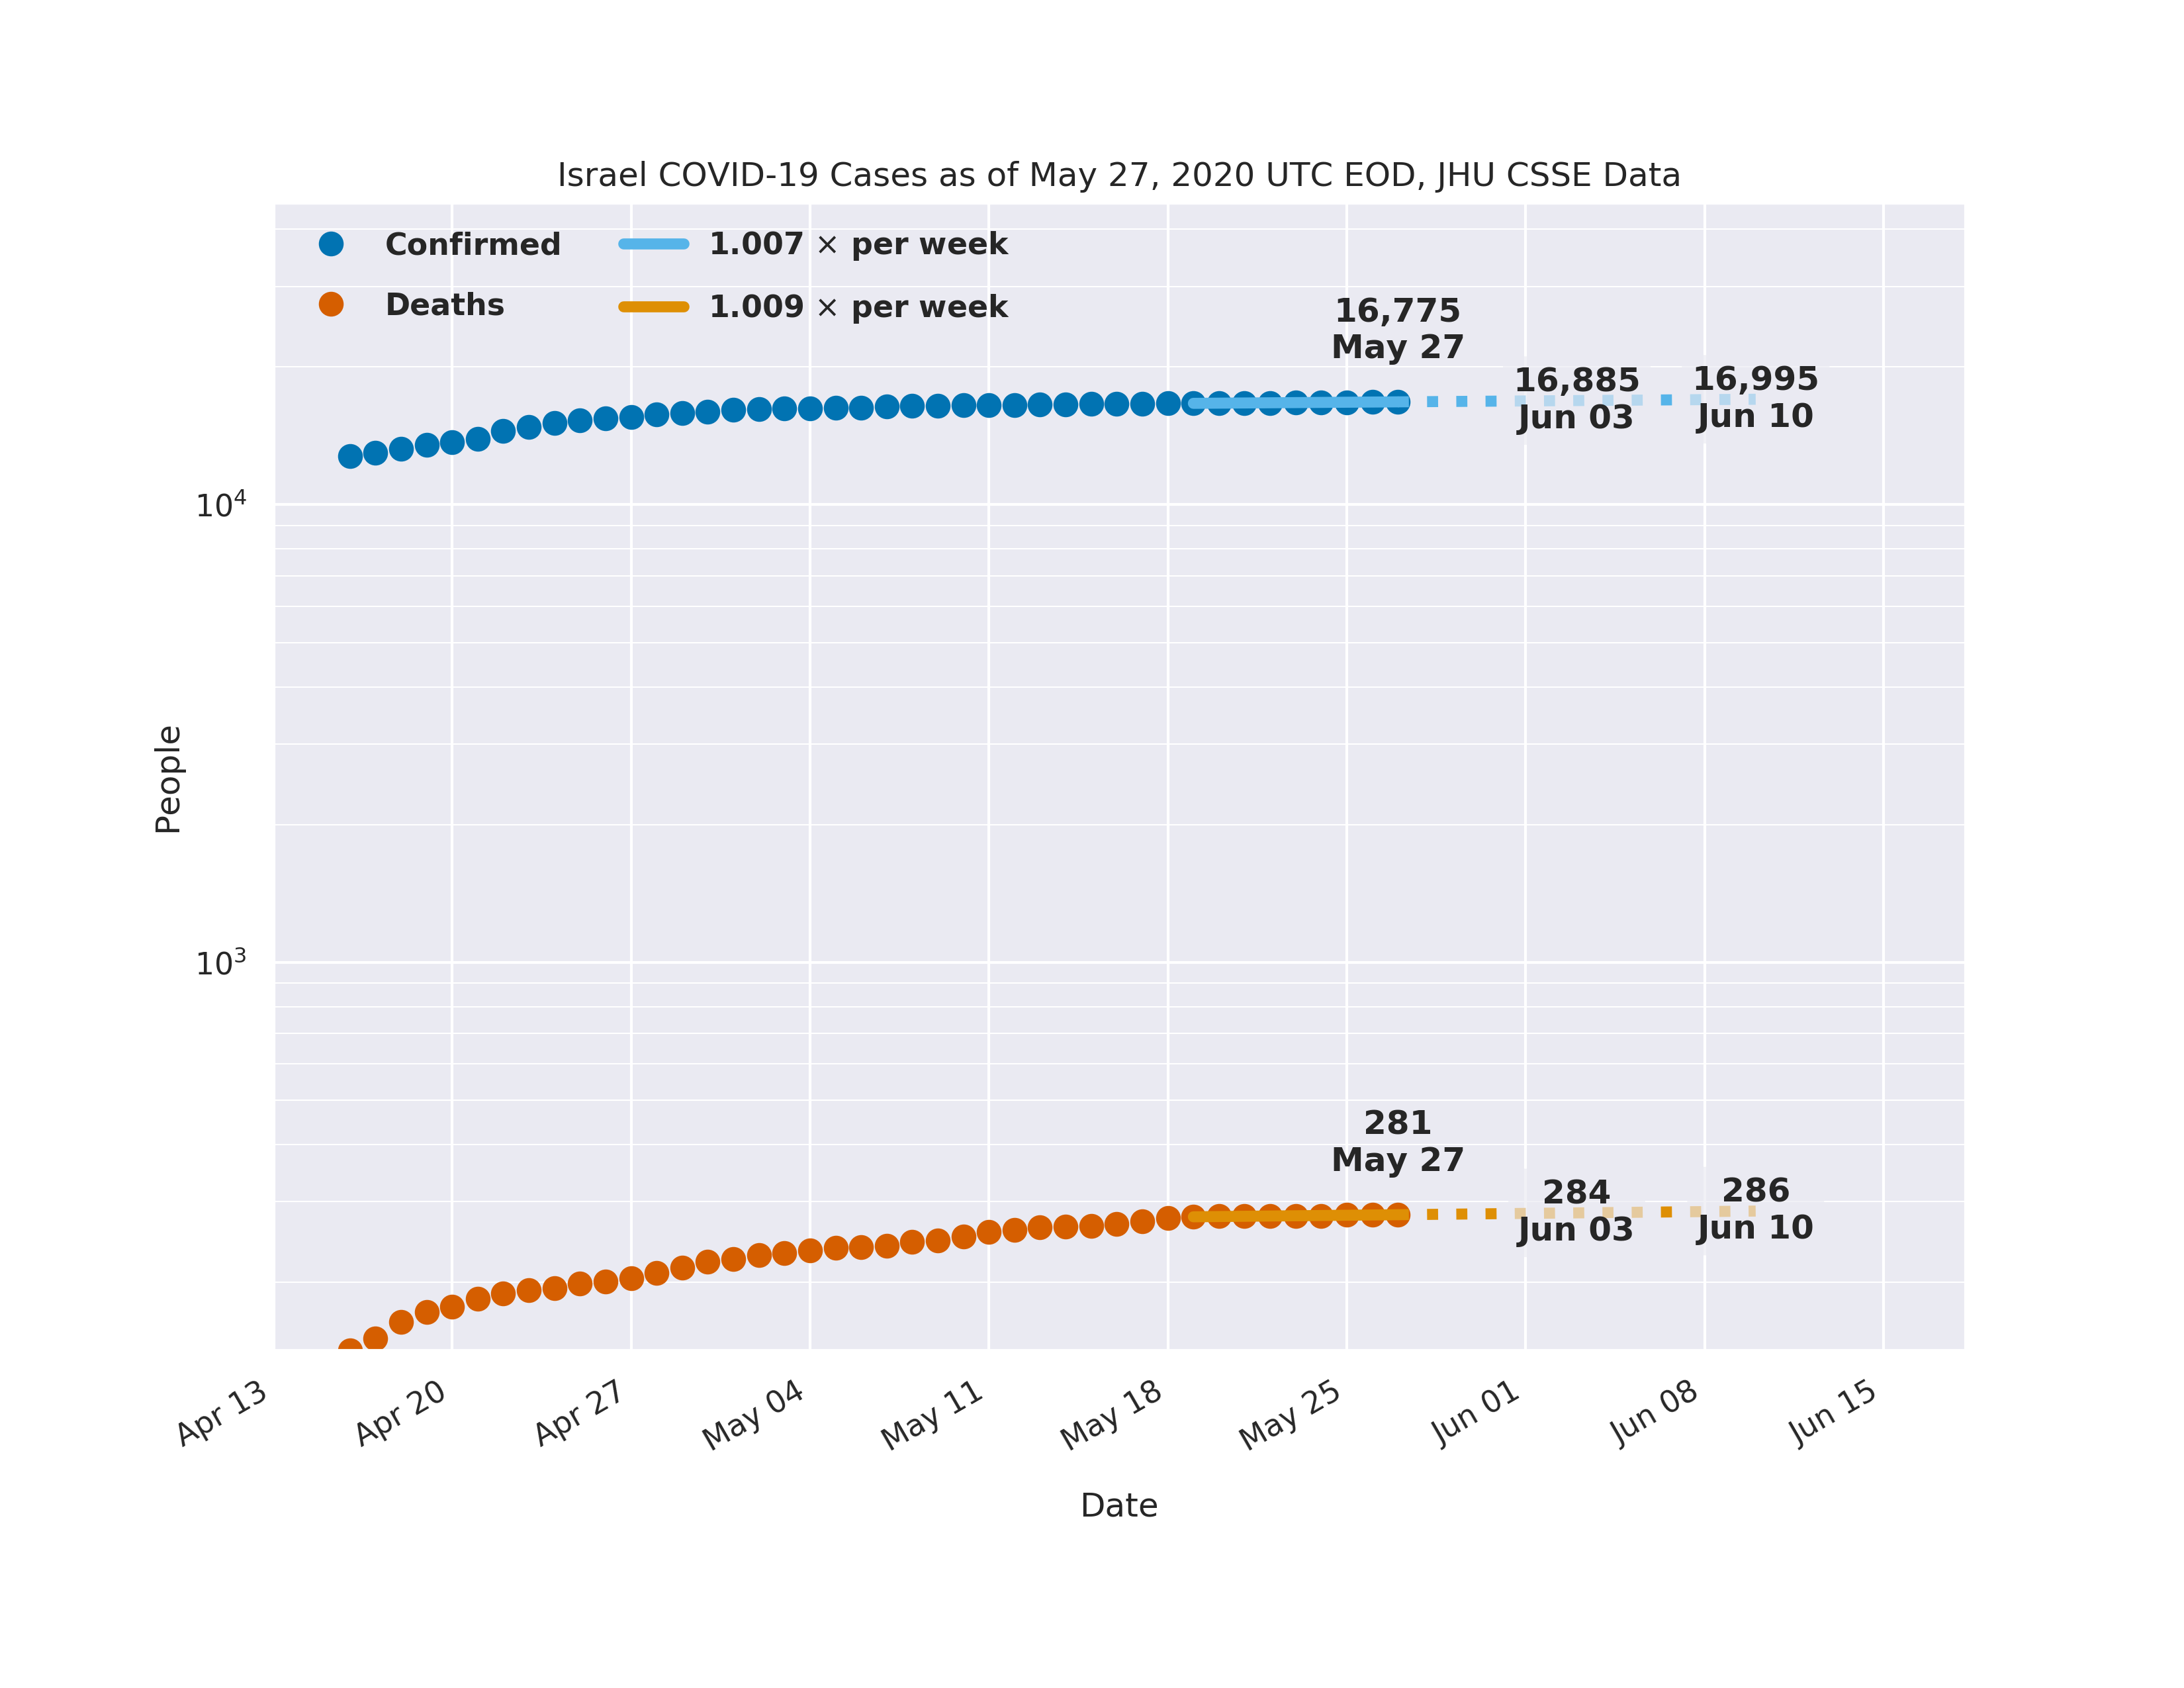 Israel COVID-19 Cases as of May 27, 2020 UTC EOD, JHU CSSE Data
Confirmed
Deaths
1.007 × per week
1.009 × per week
16,775
May 27
16,885
Jun 03
16,995
Jun 10
10⁴
People
10³
281
May 27
284
Jun 03
286
Jun 10
Apr 13
Apr 20
Apr 27
May 04
May 11
May 18
May 25
Jun 01
Jun 08
Jun 15
Date